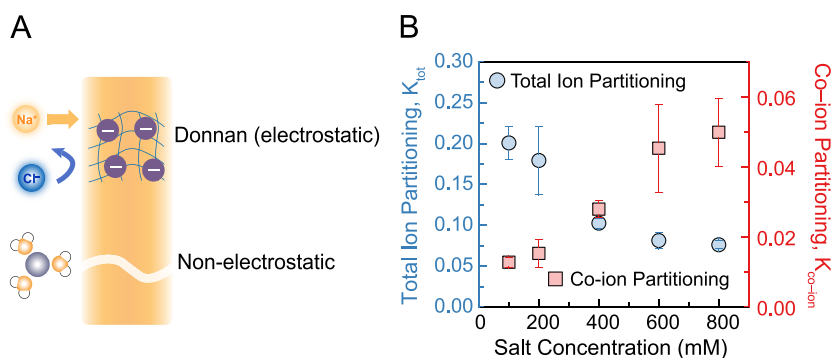 A
Na⁺
Cl⁻
− − − −
Donnan (electrostatic)
Non-electrostatic
B
Total Ion Partitioning, K_tot
0.30
0.25
0.20
0.15
0.10
0.05
0.00
Total Ion Partitioning
Co-ion Partitioning
0 200 400 600 800
Salt Concentration (mM)
0.06
0.04
0.02
0.00
Co–ion Partitioning, K_co–ion